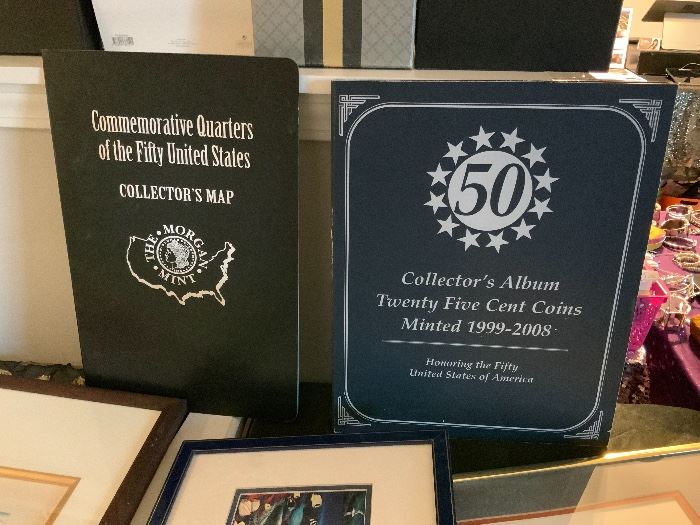 Commemorative Quarters
of the Fifty United States
COLLECTOR'S MAP
THE • MORGAN • MINT •
50
Collector's Album
Twenty Five Cent Coins
Minted 1999-2008
Honoring the Fifty
United States of America